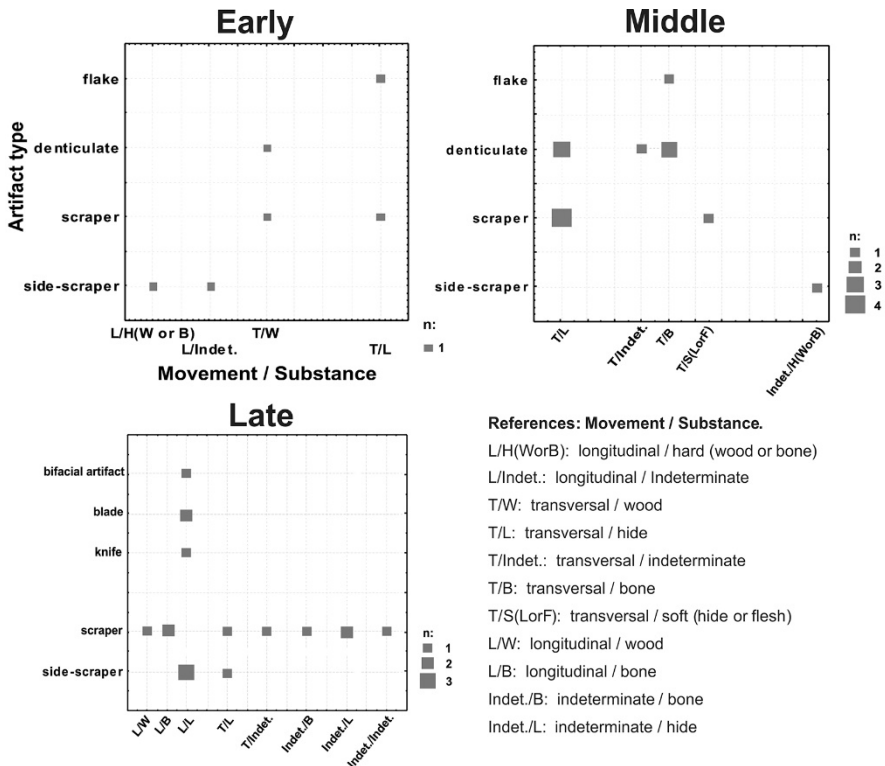 Early
Artifact type
flake
denticulate
scraper
side-scraper
L/H(W or B)
L/Indet.
T/W
T/L
n:
1
Movement / Substance
Middle
flake
denticulate
scraper
side-scraper
T/L
T/Indet.
T/B
T/S(LorF)
Indet./H(WorB)
n:
1
2
3
4
Late
bifacial artifact
blade
knife
scraper
side-scraper
L/W
L/B
L/L
T/L
T/Indet.
Indet./B
Indet./L
Indet./Indet.
n:
1
2
3
References: Movement / Substance.
L/H(WorB): longitudinal / hard (wood or bone)
L/Indet.: longitudinal / Indeterminate
T/W: transversal / wood
T/L: transversal / hide
T/Indet.: transversal / indeterminate
T/B: transversal / bone
T/S(LorF): transversal / soft (hide or flesh)
L/W: longitudinal / wood
L/B: longitudinal / bone
Indet./B: indeterminate / bone
Indet./L: indeterminate / hide